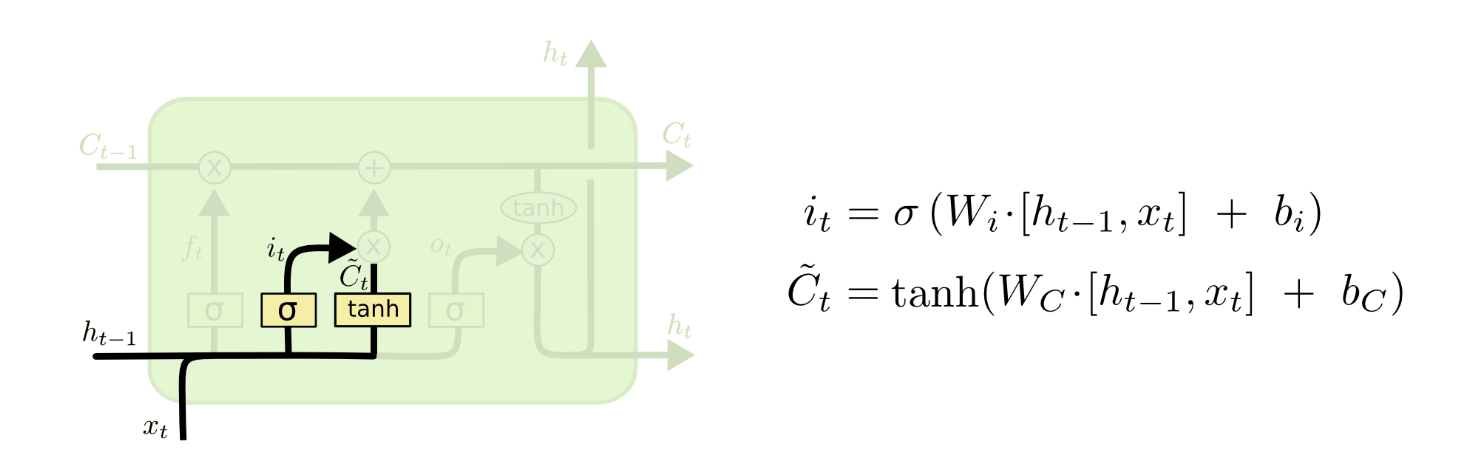 h_t
C_{t-1}
C_t
x
+
tanh
f_t
i_t
x
o_t
x
C̃_t
σ
σ
tanh
σ
h_{t-1}
h_t
x_t
i_t = σ (W_i·[h_{t-1}, x_t] + b_i)
C̃_t = tanh(W_C·[h_{t-1}, x_t] + b_C)